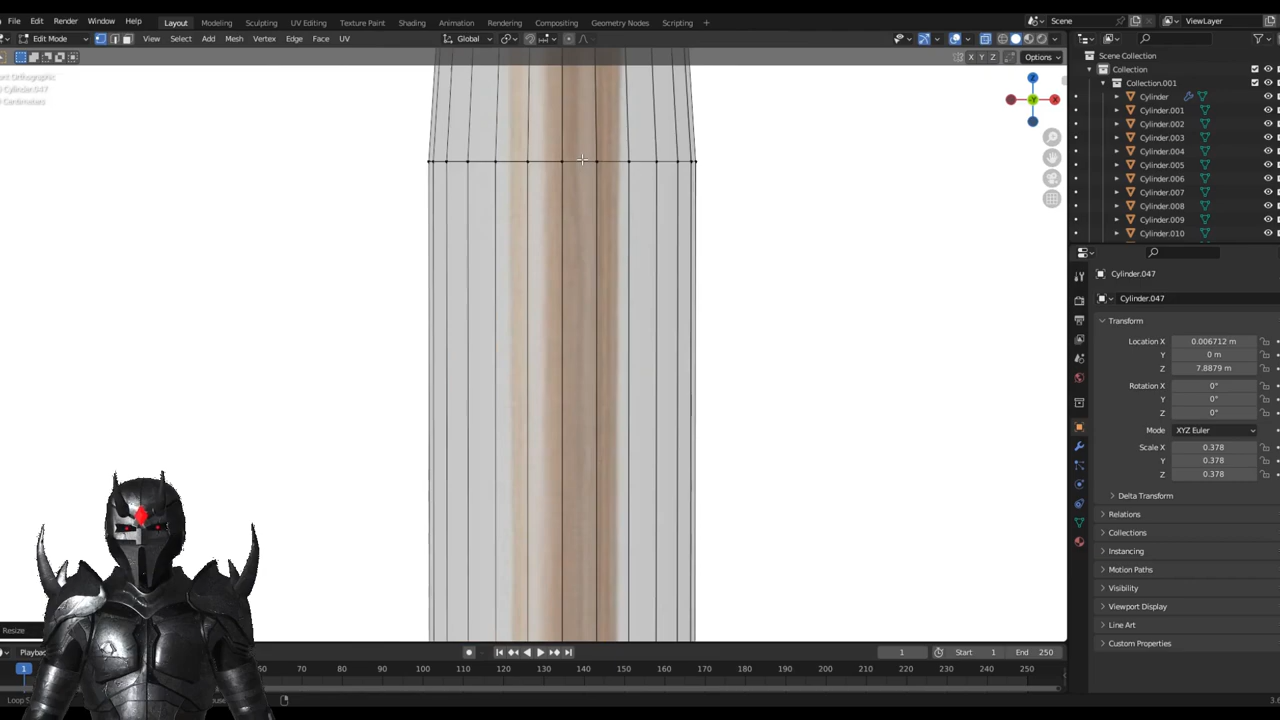 File Edit Render Window Help Layout Modeling Sculpting UV Editing Texture Paint Shading Animation Rendering Compositing Geometry Nodes Scripting + Scene ViewLayer
Edit Mode View Select Add Mesh Vertex Edge Face UV Global
X Y Z Options
Cylinder.047
Centimeters
Z
Y
X
Scene Collection
Collection
Collection.001
Cylinder
Cylinder.001
Cylinder.002
Cylinder.003
Cylinder.004
Cylinder.005
Cylinder.006
Cylinder.007
Cylinder.008
Cylinder.009
Cylinder.010
Cylinder.047
Cylinder.047
Transform
Location X 0.006712 m
Y 0 m
Z 7.8879 m
Rotation X 0°
Y 0°
Z 0°
Mode XYZ Euler
Scale X 0.378
Y 0.378
Z 0.378
Delta Transform
Relations
Collections
Instancing
Motion Paths
Visibility
Viewport Display
Line Art
Custom Properties
Resize
1 Start 1 End 250
1 60 70 80 90 100 110 120 130 140 150 160 170 180 190 200 210 220 230 240 250